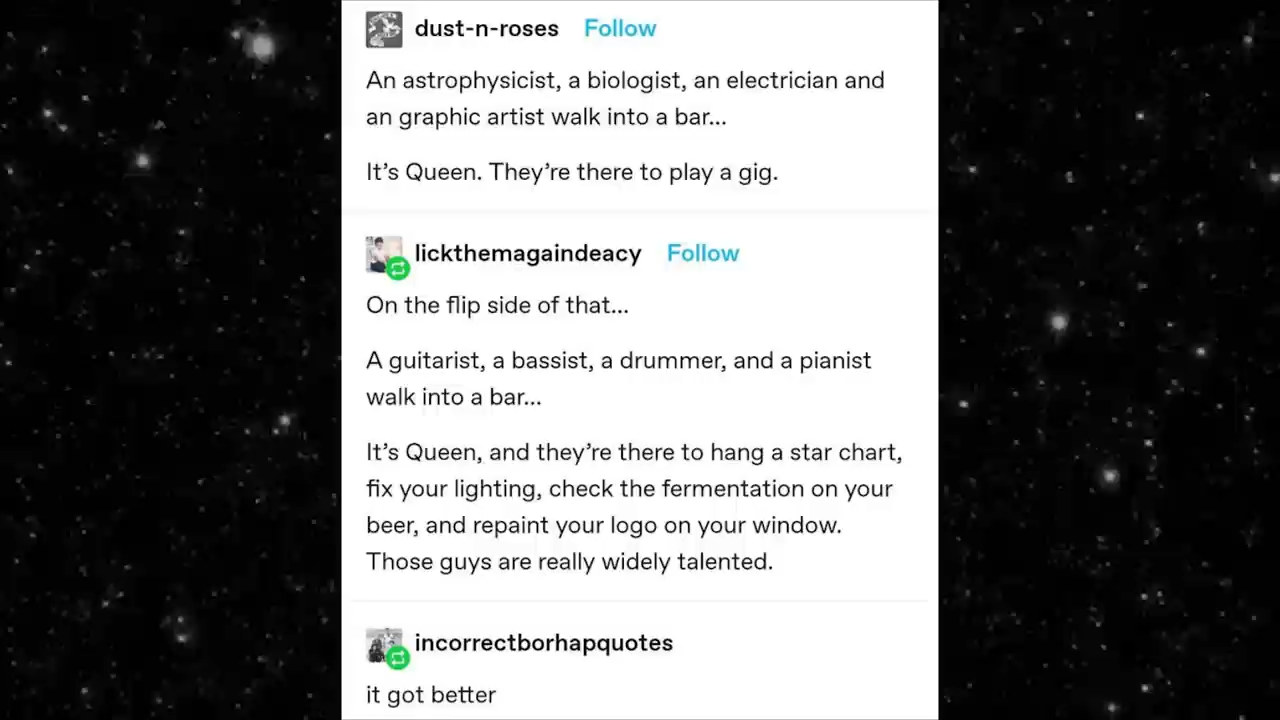 dust-n-roses Follow
An astrophysicist, a biologist, an electrician and
an graphic artist walk into a bar...
It’s Queen. They’re there to play a gig.
lickthemagaindeacy Follow
On the flip side of that...
A guitarist, a bassist, a drummer, and a pianist
walk into a bar...
It’s Queen, and they’re there to hang a star chart,
fix your lighting, check the fermentation on your
beer, and repaint your logo on your window.
Those guys are really widely talented.
incorrectborhapquotes
it got better